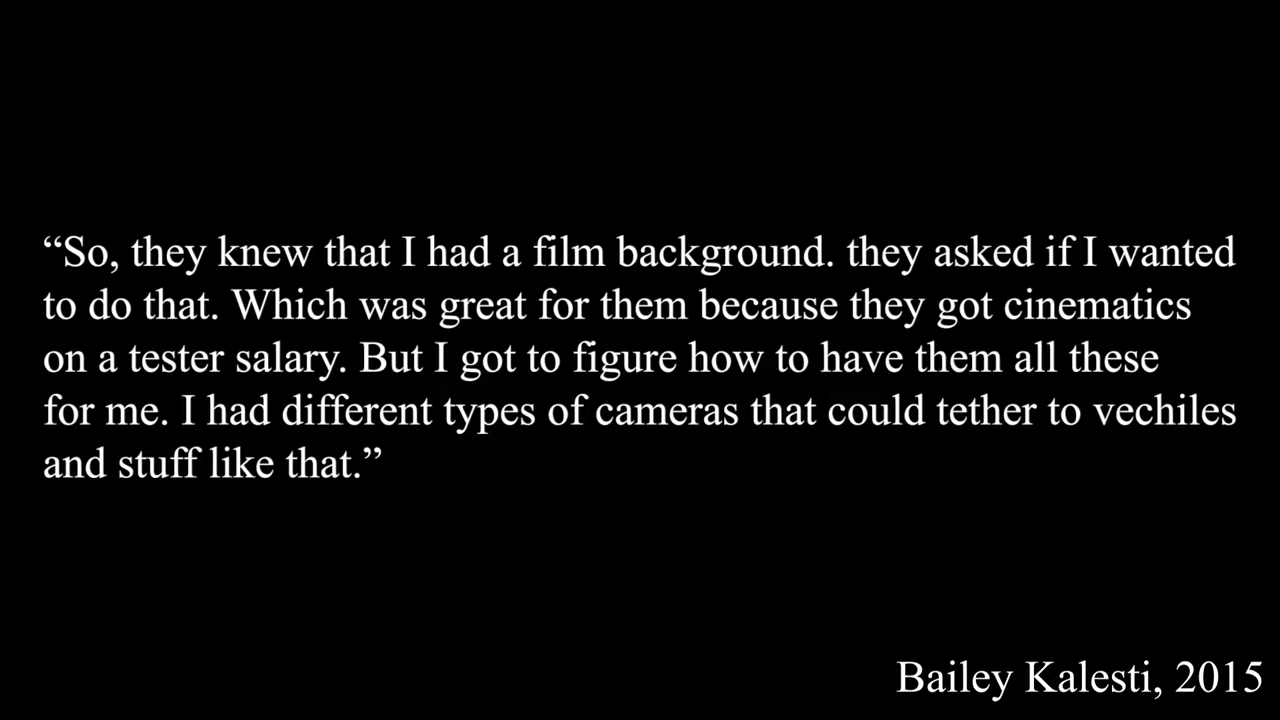 “So, they knew that I had a film background. they asked if I wanted
to do that. Which was great for them because they got cinematics
on a tester salary. But I got to figure how to have them all these
for me. I had different types of cameras that could tether to vechiles
and stuff like that.”
Bailey Kalesti, 2015